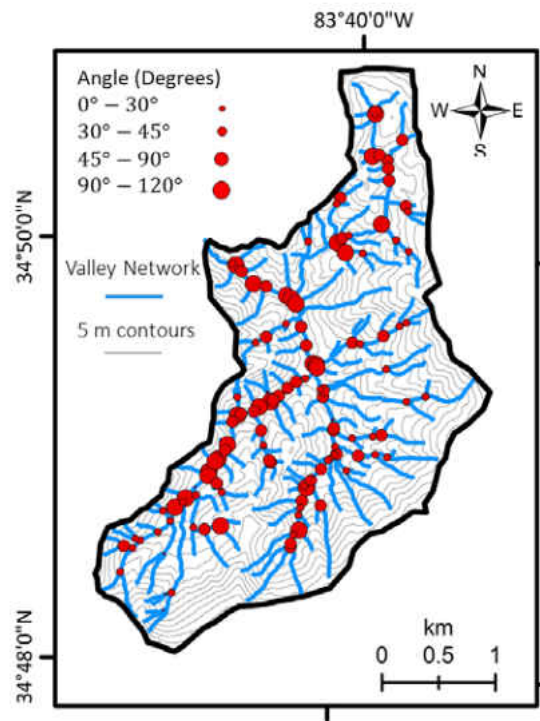 83°40'0"W
Angle (Degrees)
0° – 30°
30° – 45°
45° – 90°
90° – 120°
N
W E
S
34°50'0"N
Valley Network
5 m contours
34°48'0"N
km
0 0.5 1